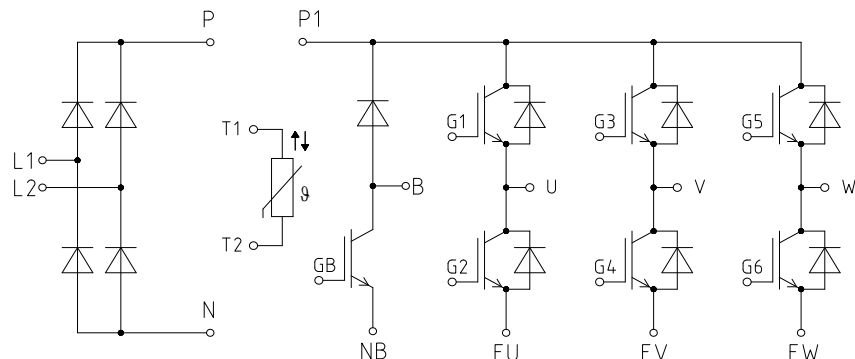 P P1
T1 G1 G3 G5
L1
L2 B U V W
ϑ
T2 GB G2 G4 G6
N
NB EU EV EW